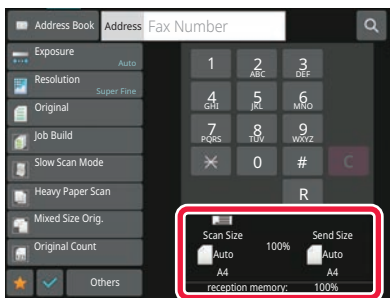 Address Book Address Fax Number
Exposure
Auto
Resolution
Super Fine
Original
Job Build
Slow Scan Mode
Heavy Paper Scan
Mixed Size Orig.
Original Count
Others
1 2 3
ABC DEF
4 5 6
GHI JKL MNO
7 8 9
PQRS TUV WXYZ
0 # C
R
Scan Size Send Size
100%
Auto Auto
A4 A4
reception memory: 100%